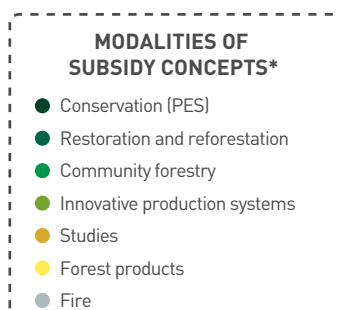 MODALITIES OF
SUBSIDY CONCEPTS*
Conservation (PES)
Restoration and reforestation
Community forestry
Innovative production systems
Studies
Forest products
Fire